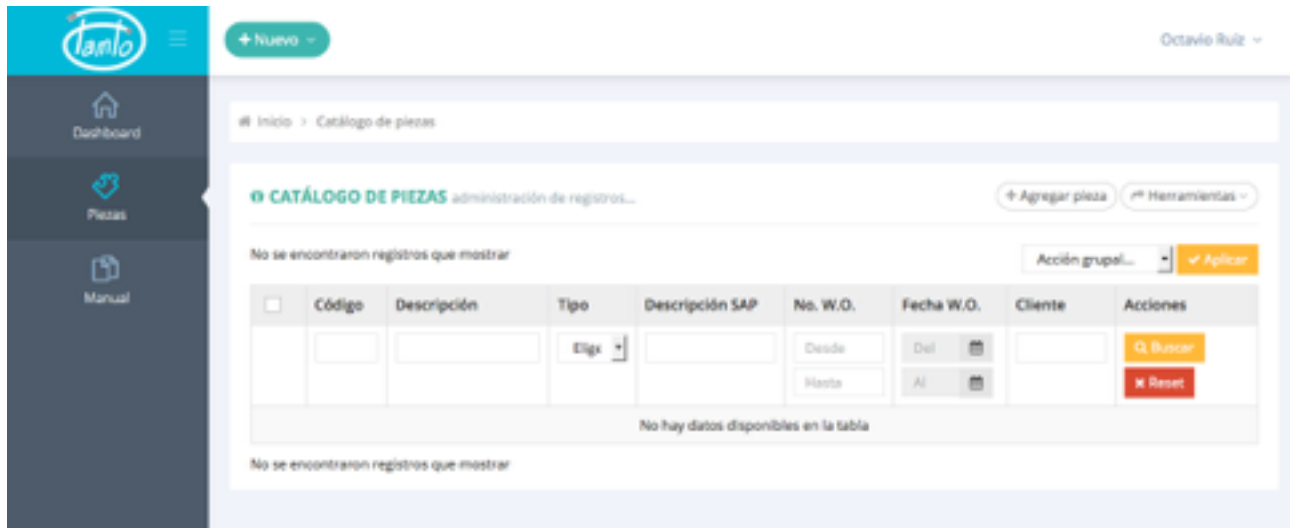 Tanto
+ Nuevo
Octavio Ruiz
Dashboard
Piezas
Manual
Inicio > Catálogo de piezas
CATÁLOGO DE PIEZAS administración de registros...
+ Agregar pieza
Herramientas
No se encontraron registros que mostrar
Acción grupal...
Aplicar
Código Descripción Tipo Descripción SAP No. W.O. Fecha W.O. Cliente Acciones
Elige Desde Del Buscar
Hasta Al Reset
No hay datos disponibles en la tabla
No se encontraron registros que mostrar